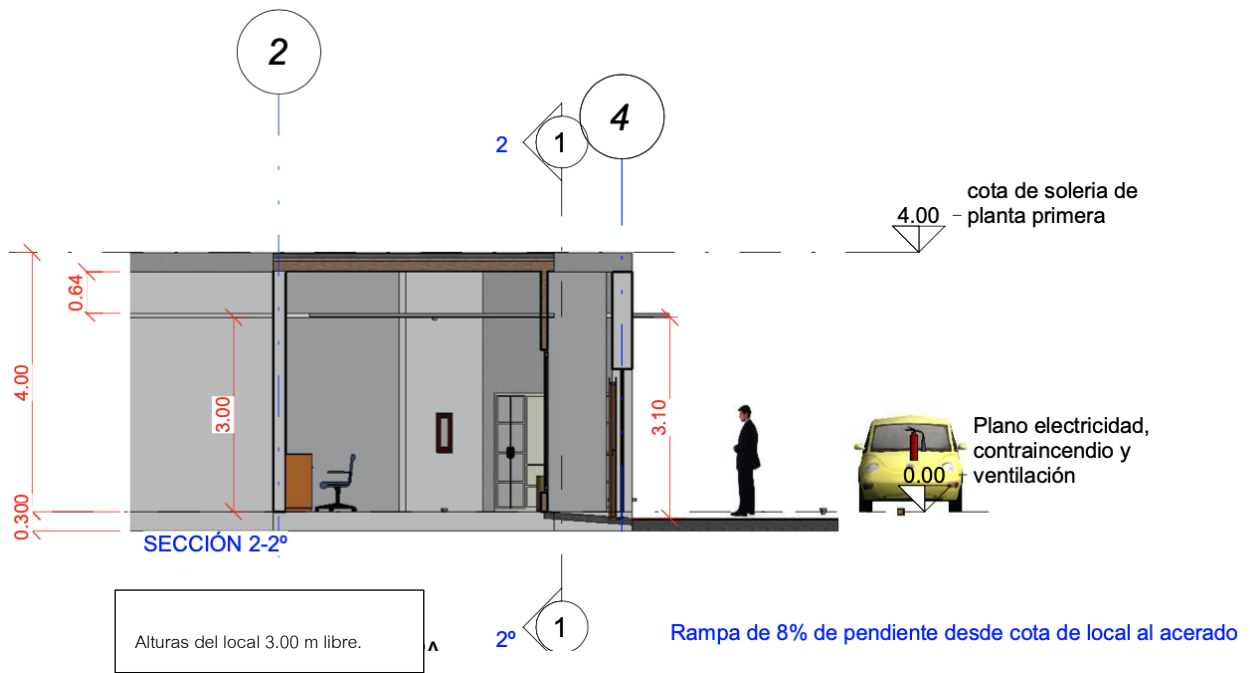 2
4
2
1
cota de soleria de
4.00
planta primera
0.64
4.00
3.00
3.10
Plano electricidad,
contraincendio y
0.00
ventilación
0.300
SECCIÓN 2-2º
Alturas del local 3.00 m libre.
2º
1
Rampa de 8% de pendiente desde cota de local al acerado